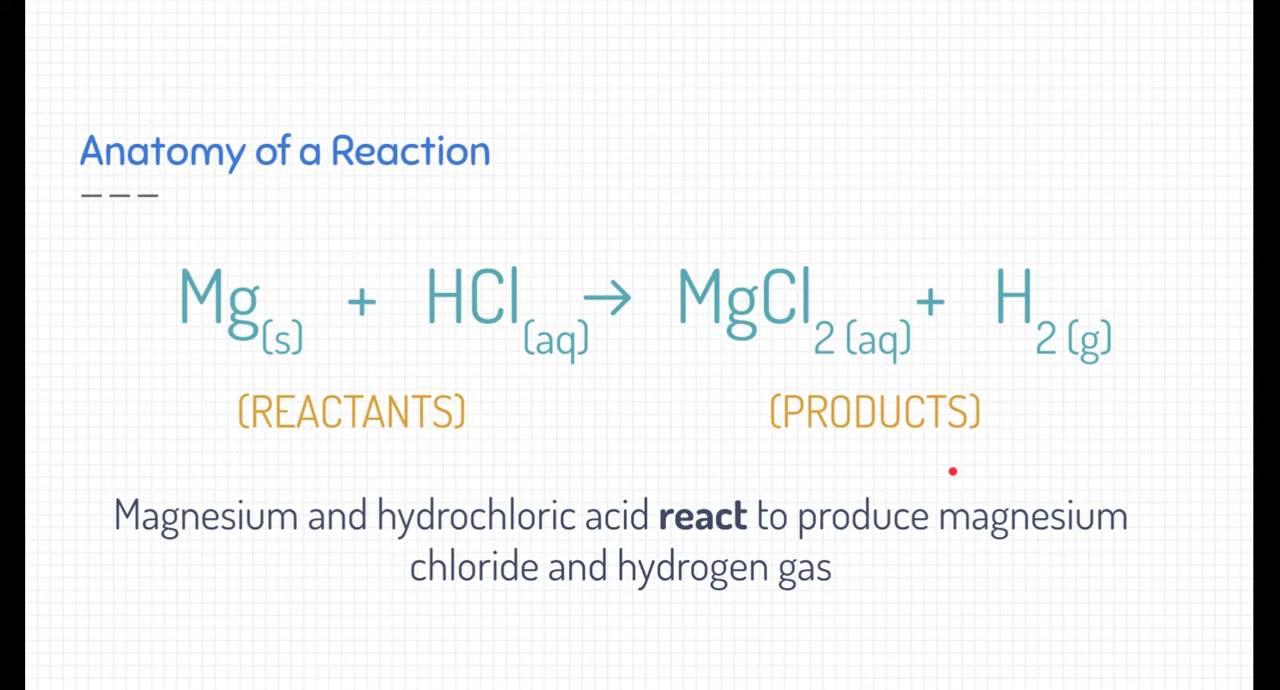 Anatomy of a Reaction
Mg(s) + HCl(aq) → MgCl2 (aq) + H2 (g)
(REACTANTS) (PRODUCTS)
Magnesium and hydrochloric acid react to produce magnesium
chloride and hydrogen gas